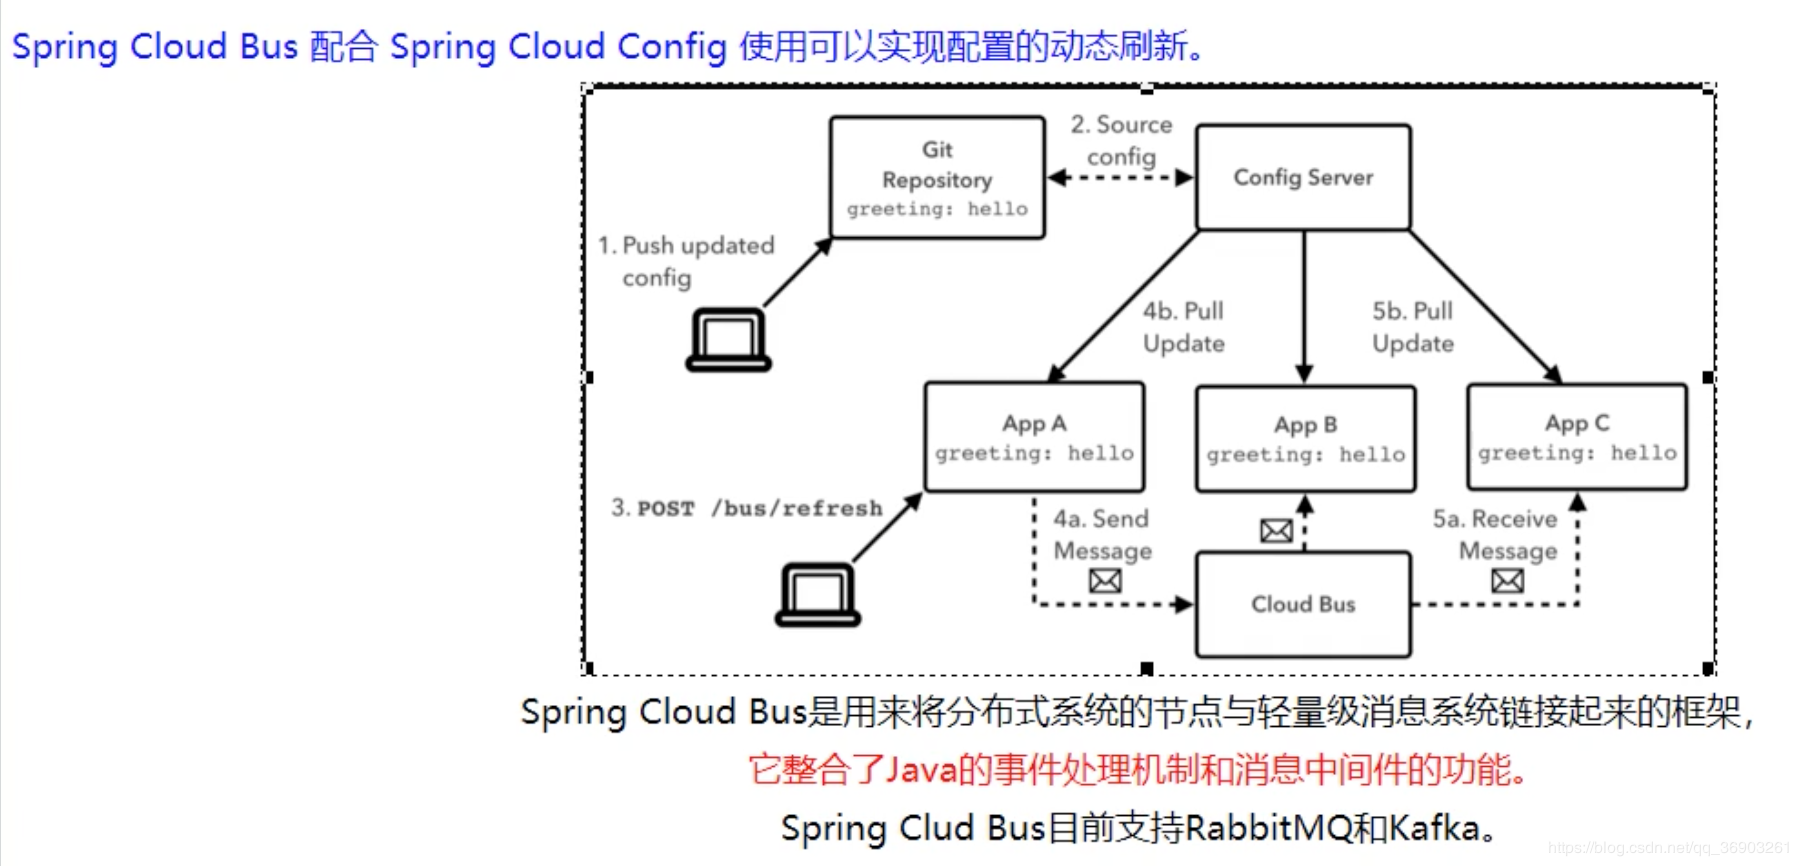 Spring Cloud Bus 配合 Spring Cloud Config 使用可以实现配置的动态刷新。
Git
Repository
greeting: hello
2. Source
config
Config Server
1. Push updated
config
4b. Pull
Update
5b. Pull
Update
App A
greeting: hello
App B
greeting: hello
App C
greeting: hello
3. POST /bus/refresh
4a. Send
Message
5a. Receive
Message
Cloud Bus
Spring Cloud Bus是用来将分布式系统的节点与轻量级消息系统链接起来的框架，
它整合了Java的事件处理机制和消息中间件的功能。
Spring Clud Bus目前支持RabbitMQ和Kafka。
https://blog.csdn.net/qq_36903261